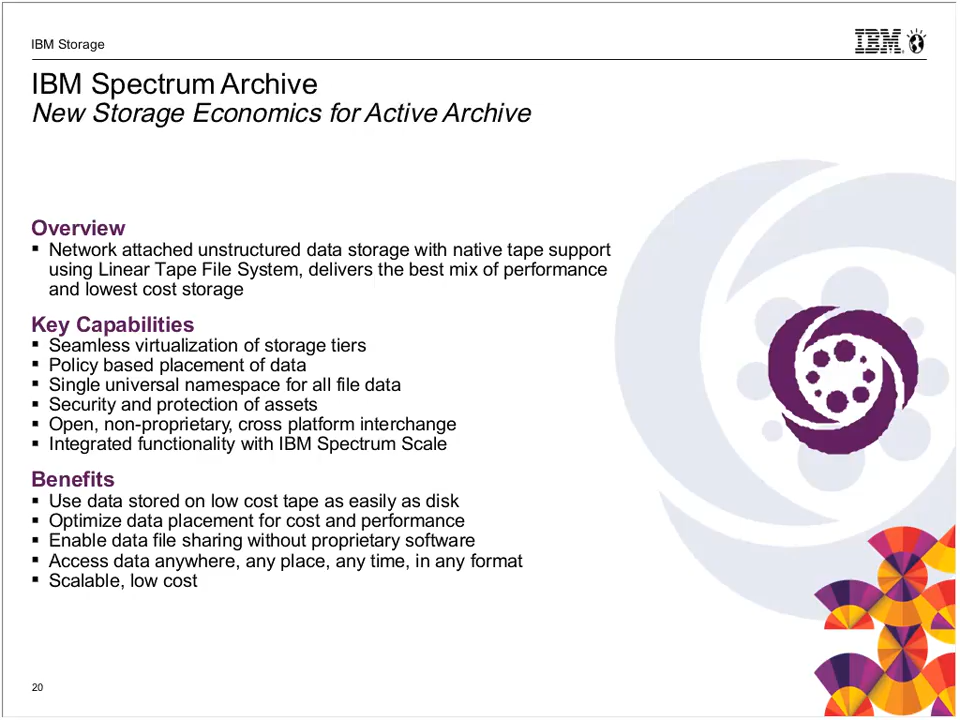 IBM Storage
IBM
IBM Spectrum Archive
New Storage Economics for Active Archive
Overview
▪ Network attached unstructured data storage with native tape support
using Linear Tape File System, delivers the best mix of performance
and lowest cost storage
Key Capabilities
▪ Seamless virtualization of storage tiers
▪ Policy based placement of data
▪ Single universal namespace for all file data
▪ Security and protection of assets
▪ Open, non-proprietary, cross platform interchange
▪ Integrated functionality with IBM Spectrum Scale
Benefits
▪ Use data stored on low cost tape as easily as disk
▪ Optimize data placement for cost and performance
▪ Enable data file sharing without proprietary software
▪ Access data anywhere, any place, any time, in any format
▪ Scalable, low cost
20